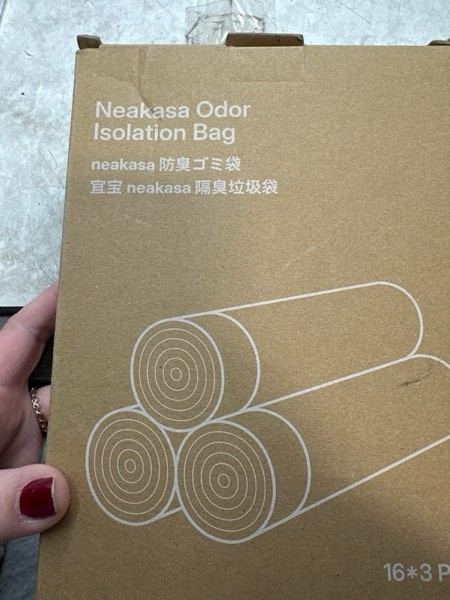 Neakasa Odor
Isolation Bag
neakasa 防臭ゴミ袋
宜宝 neakasa 隔臭垃圾袋
16*3 P